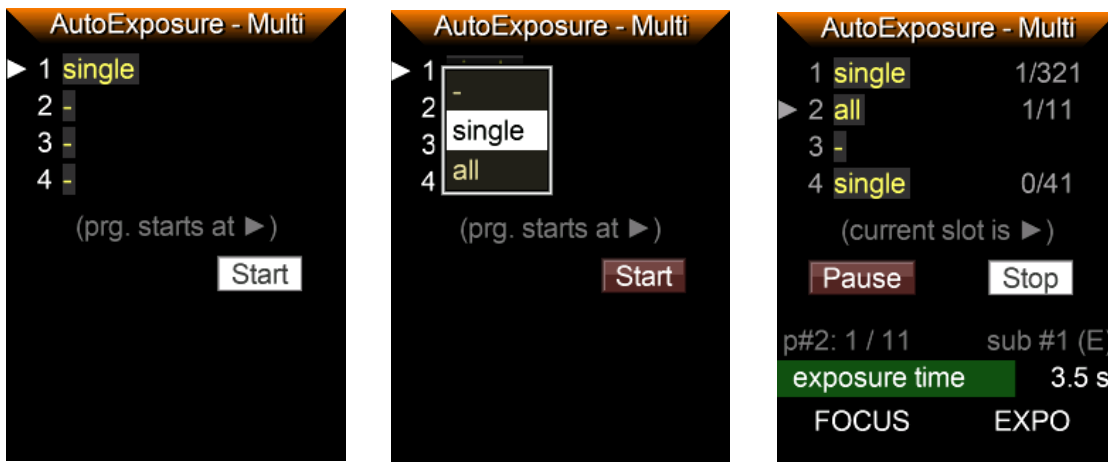 AutoExposure - Multi
▶ 1 single
2 -
3 -
4 -
(prg. starts at ▶)
Start
AutoExposure - Multi
▶ 1
2
3
4
-
single
all
(prg. starts at ▶)
Start
AutoExposure - Multi
1 single 1/321
▶ 2 all 1/11
3 -
4 single 0/41
(current slot is ▶)
Pause Stop
p#2: 1 / 11 sub #1 (E)
exposure time 3.5 s
FOCUS EXPO